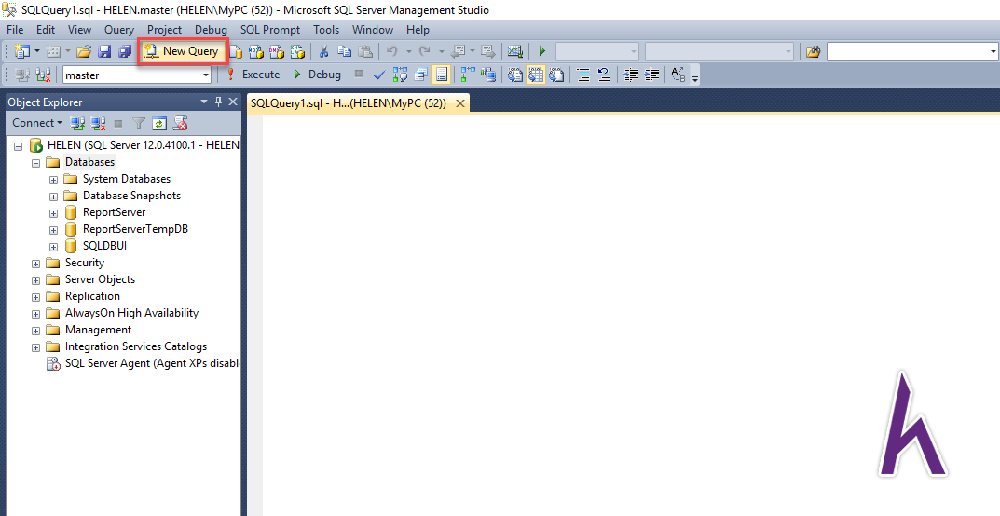 SQLQuery1.sql - HELEN.master (HELEN\MyPC (52)) - Microsoft SQL Server Management Studio
File Edit View Query Project Debug SQL Prompt Tools Window Help
New Query MDX DMX XMLA
master Execute Debug
Object Explorer
SQLQuery1.sql - H...(HELEN\MyPC (52))
Connect
HELEN (SQL Server 12.0.4100.1 - HELEN
Databases
System Databases
Database Snapshots
ReportServer
ReportServerTempDB
SQLDBUI
Security
Server Objects
Replication
AlwaysOn High Availability
Management
Integration Services Catalogs
SQL Server Agent (Agent XPs disabl